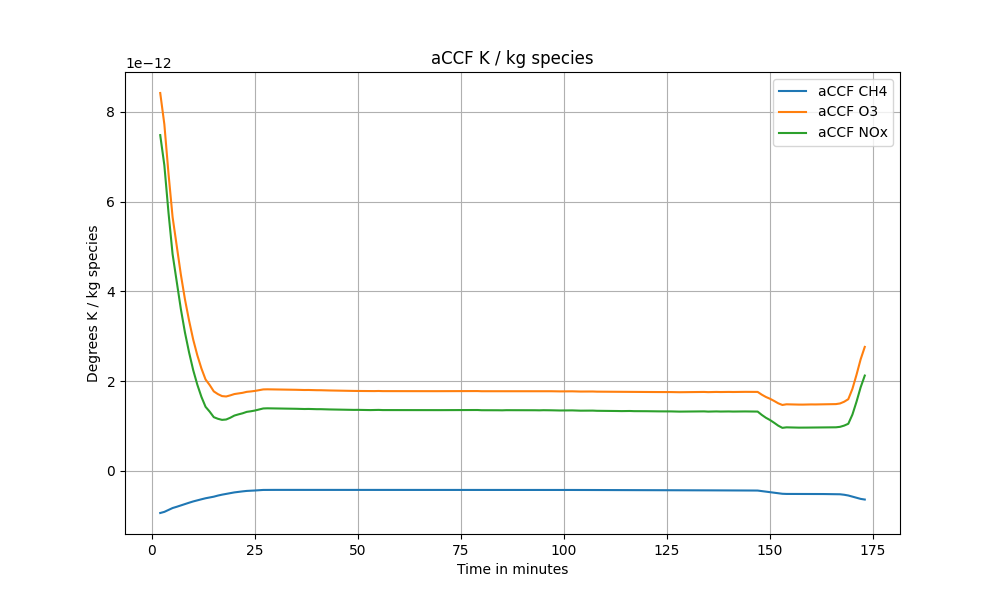 aCCF K / kg species
1e−12
aCCF CH4
aCCF O3
aCCF NOx
8
6
4
2
0
Degrees K / kg species
0 25 50 75 100 125 150 175
Time in minutes